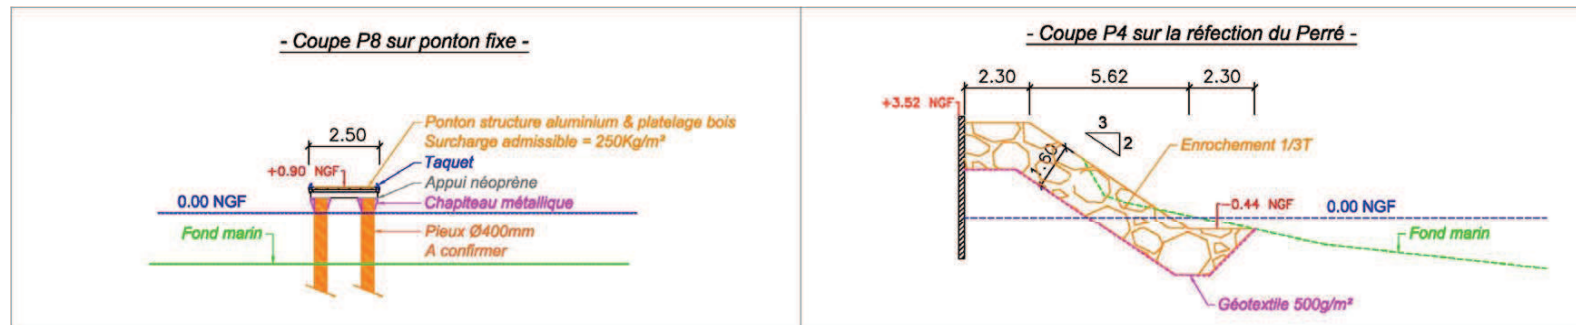 - Coupe P8 sur ponton fixe -
2.50
Ponton structure aluminium & platelage bois
Surcharge admissible = 250Kg/m²
Taquet
+0.90 NGF
Appui néoprène
Chapiteau métallique
0.00 NGF
Fond marin
Pieux Ø400mm
A confirmer
- Coupe P4 sur la réfection du Perré -
2.30
5.62
2.30
+3.52 NGF
3
2
1.60
Enrochement 1/3T
-0.44 NGF
0.00 NGF
Fond marin
Géotextile 500g/m²